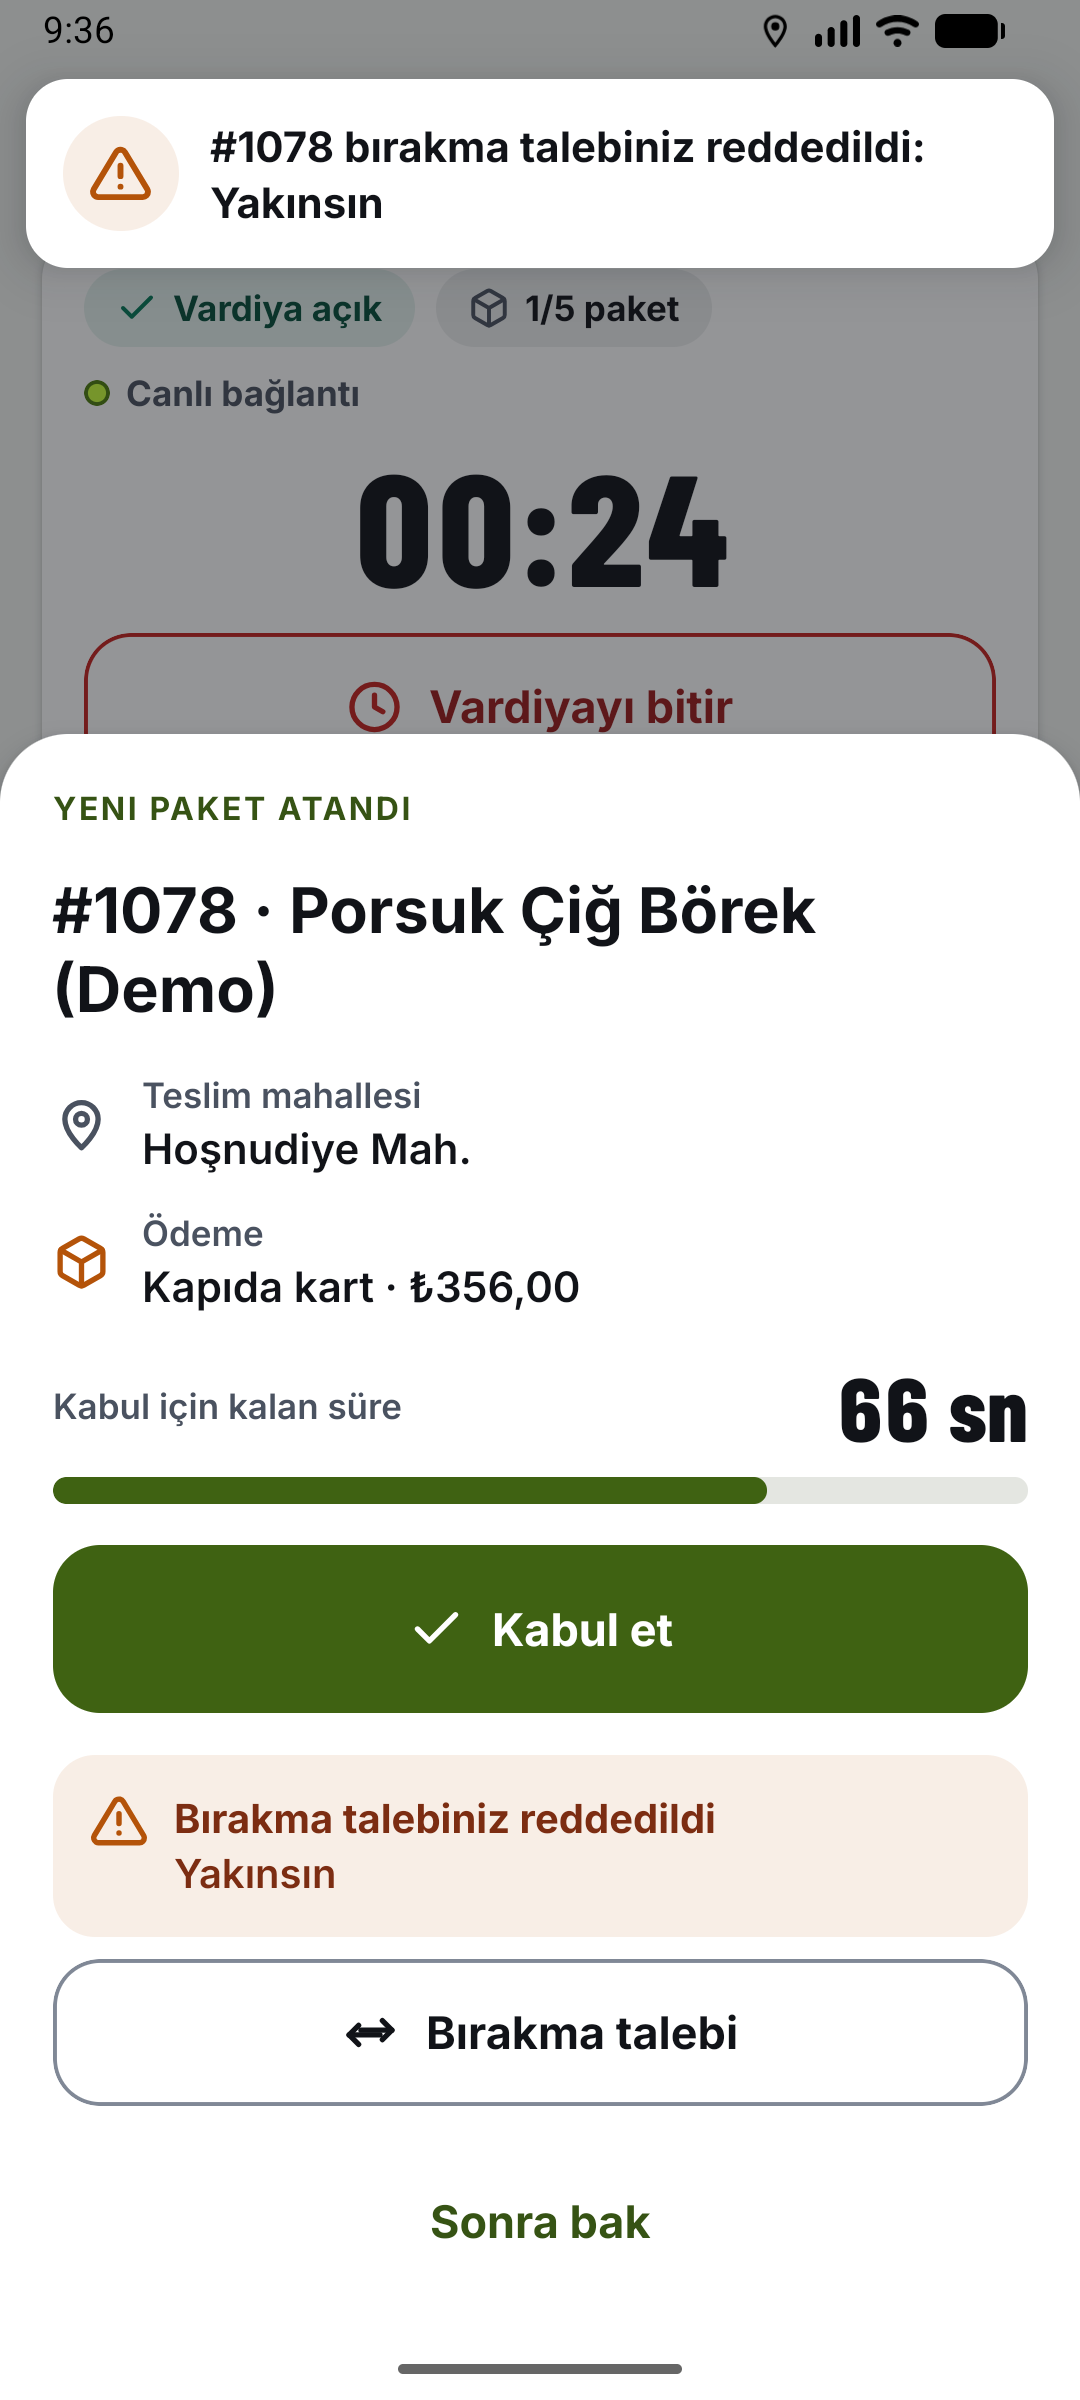 9:36
#1078 bırakma talebiniz reddedildi:
Yakınsın
Vardiya açık
1/5 paket
Canlı bağlantı
00:24
Vardiyayı bitir
YENI PAKET ATANDI
#1078 · Porsuk Çiğ Börek
(Demo)
Teslim mahallesi
Hoşnudiye Mah.
Ödeme
Kapıda kart · ₺356,00
Kabul için kalan süre
66 sn
Kabul et
Bırakma talebiniz reddedildi
Yakınsın
Bırakma talebi
Sonra bak